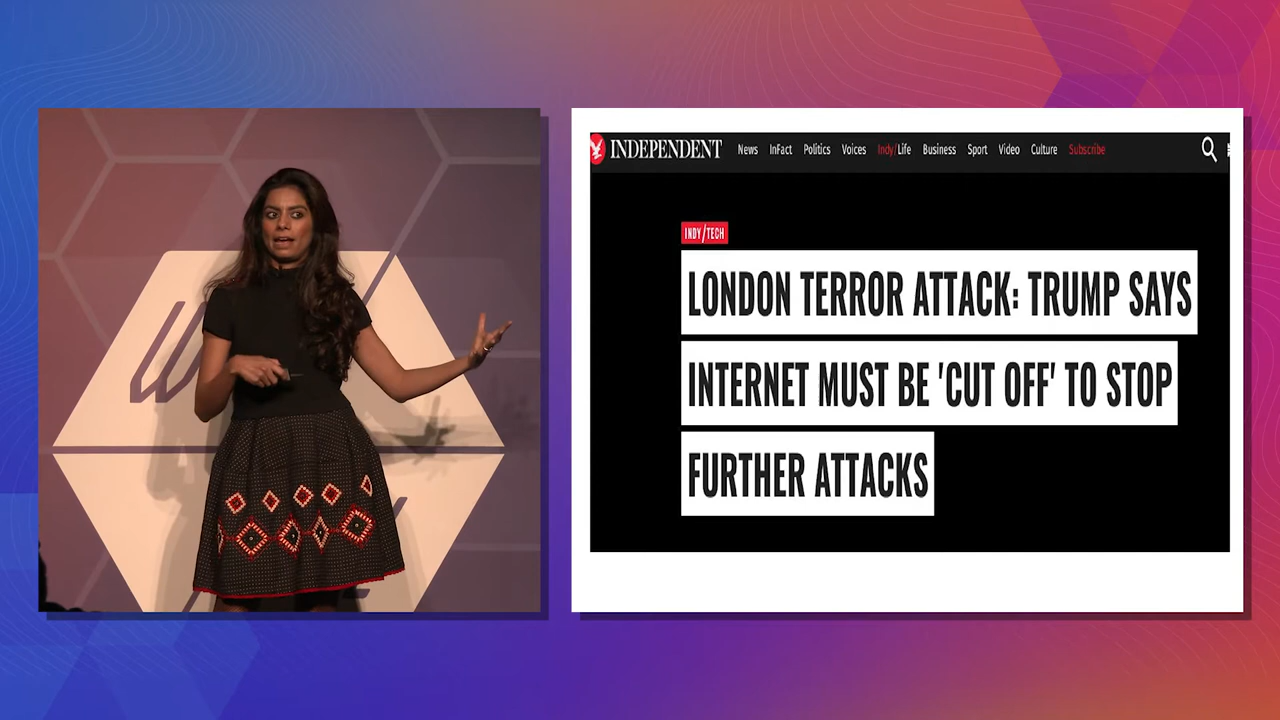 INDEPENDENT News InFact Politics Voices Indy/Life Business Sport Video Culture Subscribe
INDY/TECH
LONDON TERROR ATTACK: TRUMP SAYS
INTERNET MUST BE 'CUT OFF' TO STOP
FURTHER ATTACKS